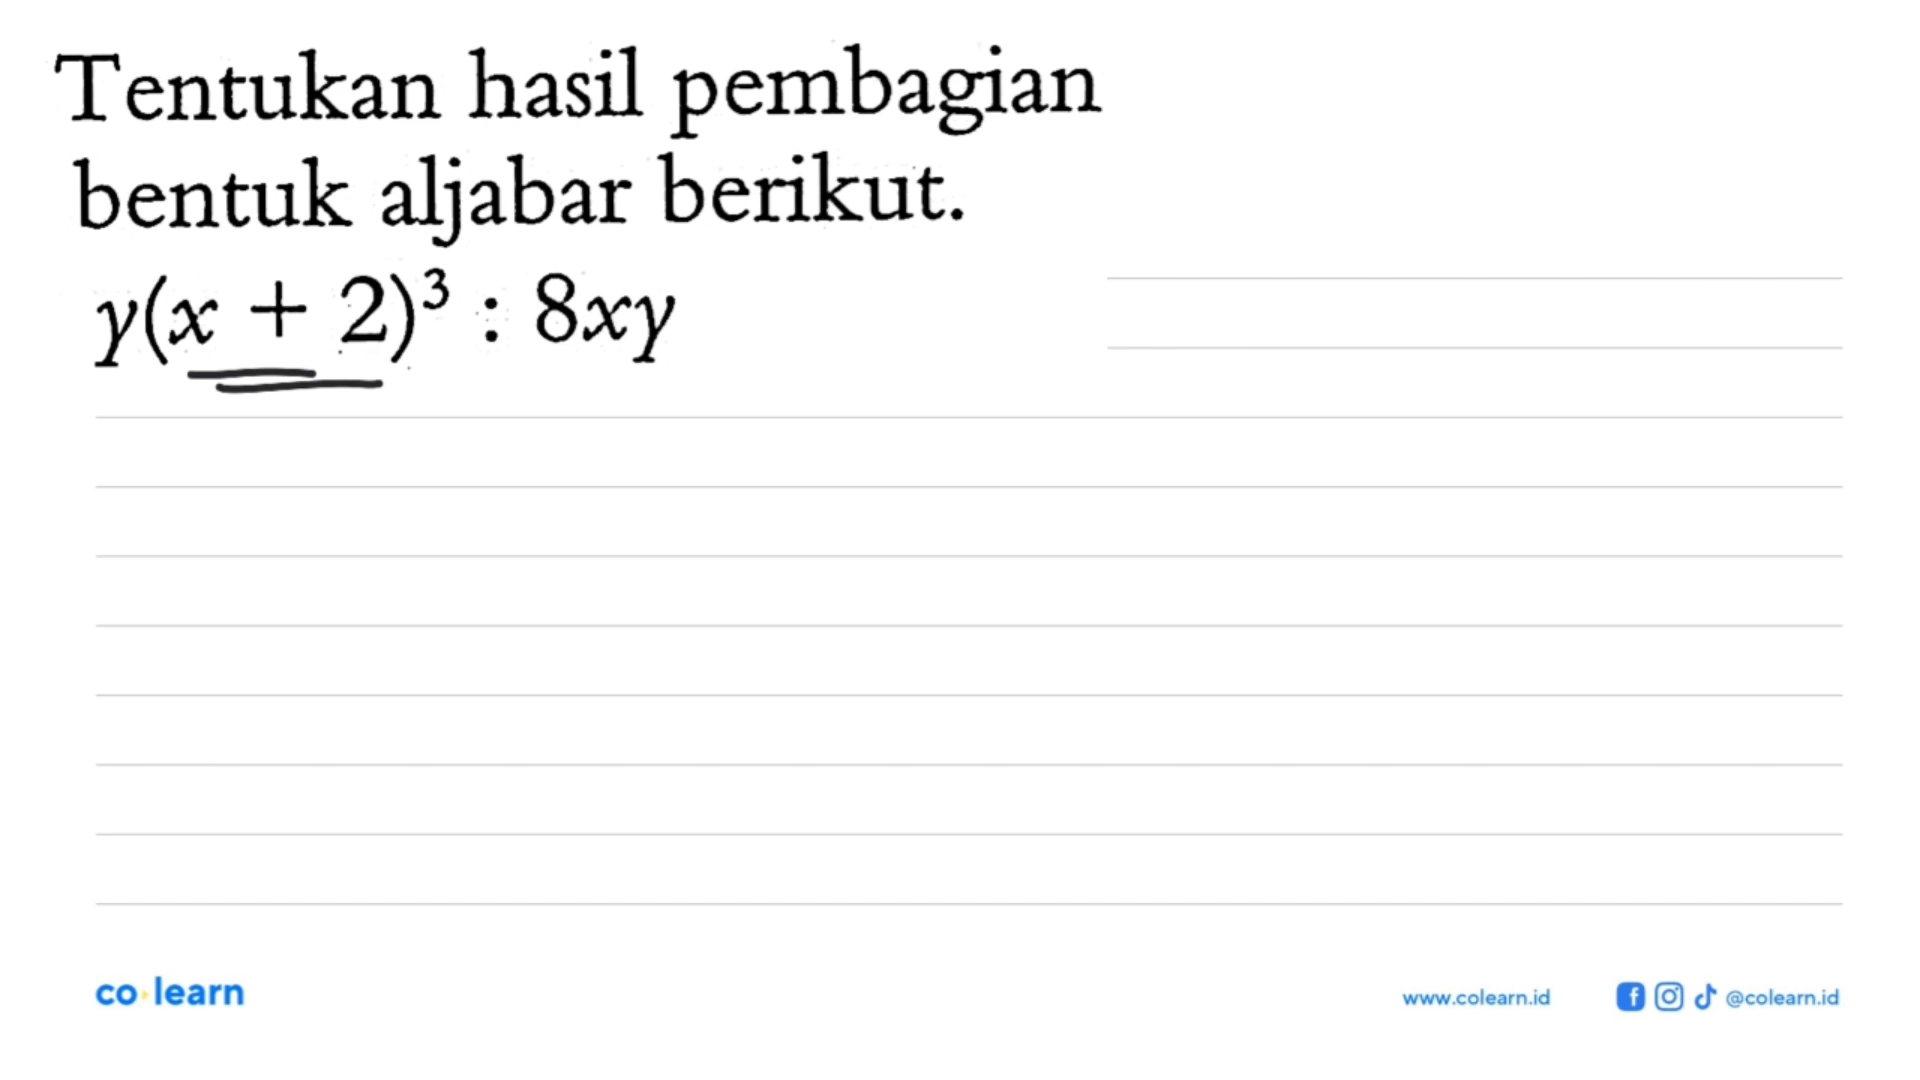 Tentukan hasil pembagian
bentuk aljabar berikut.
y(x + 2)³ : 8xy
co learn
www.colearn.id
@colearn.id